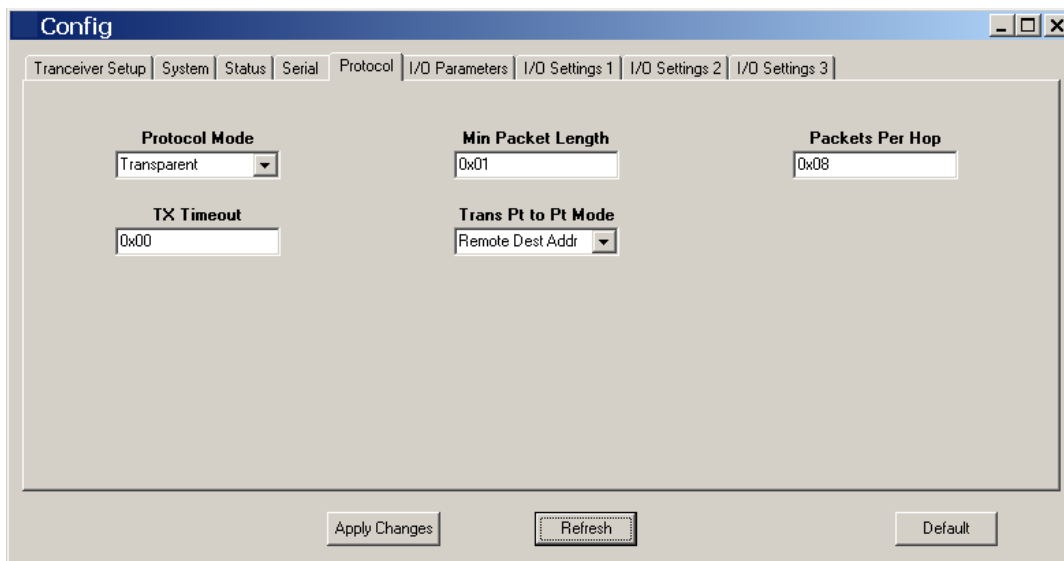 Config
Tranceiver Setup System Status Serial Protocol I/O Parameters I/O Settings 1 I/O Settings 2 I/O Settings 3
Protocol Mode Min Packet Length Packets Per Hop
Transparent 0x01 0x08
TX Timeout Trans Pt to Pt Mode
0x00 Remote Dest Addr
Apply Changes Refresh Default